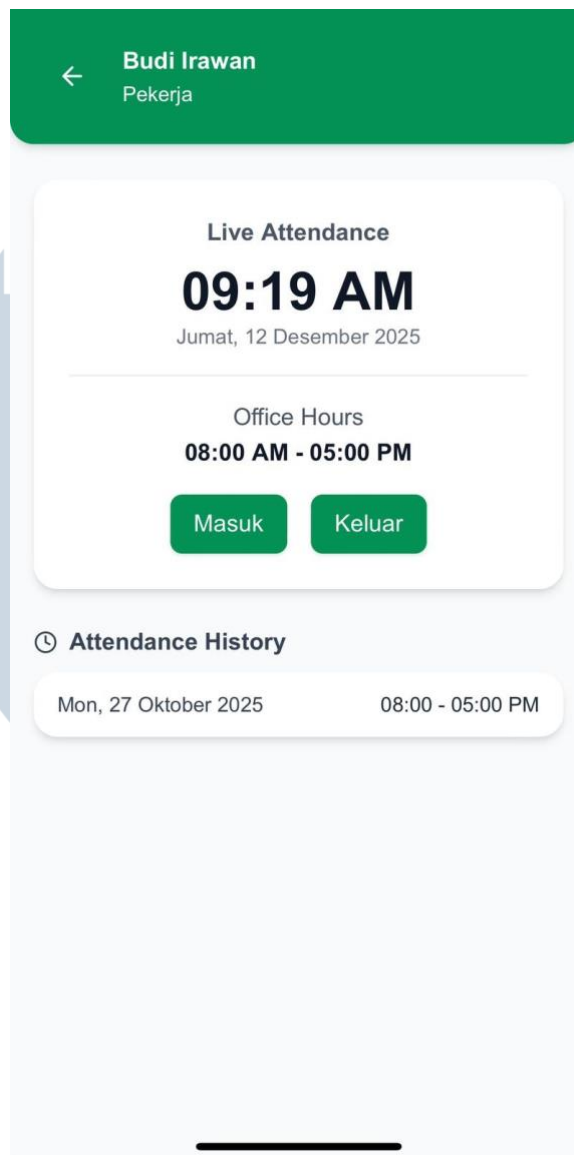 Budi Irawan
Pekerja
Live Attendance
09:19 AM
Jumat, 12 Desember 2025
Office Hours
08:00 AM - 05:00 PM
Masuk Keluar
Attendance History
Mon, 27 Oktober 2025 08:00 - 05:00 PM